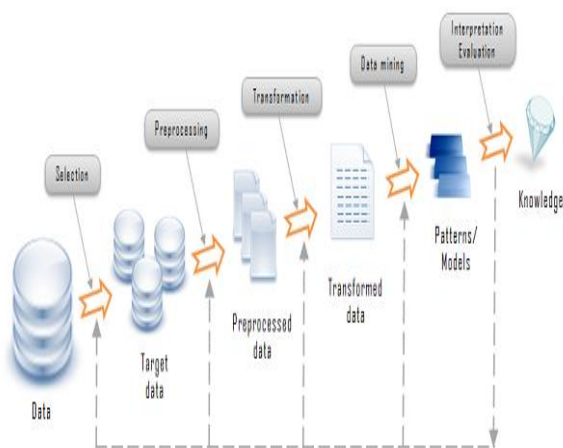 Interpretation
Evaluation
Data mining
Transformation
Preprocessing
Selection
Knowledge
Patterns/
Models
Transformed
data
Preprocessed
data
Target
data
Data